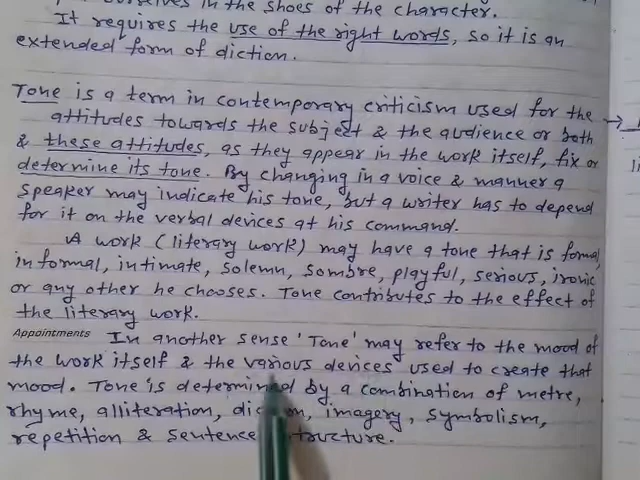 ourselves in the shoes of the character.
It requires the use of the right words, so it is an
extended form of diction.
Tone is a term in contemporary criticism used for the
attitudes towards the subject & the audience or both
& these attitudes, as they appear in the work itself, fix or
determine its tone. By changing in a voice & manner a
speaker may indicate his tone, but a writer has to depend
for it on the verbal devices at his command.
A work (literary work) may have a tone that is formal,
informal, intimate, solemn, sombre, playful, serious, ironic
or any other he chooses. Tone contributes to the effect of
the literary work.
Appointments
In another sense 'Tone' may refer to the mood of
the work itself & the various devices used to create that
mood. Tone is determined by a combination of metre,
rhyme, alliteration, diction, imagery, symbolism,
repetition & sentence structure.